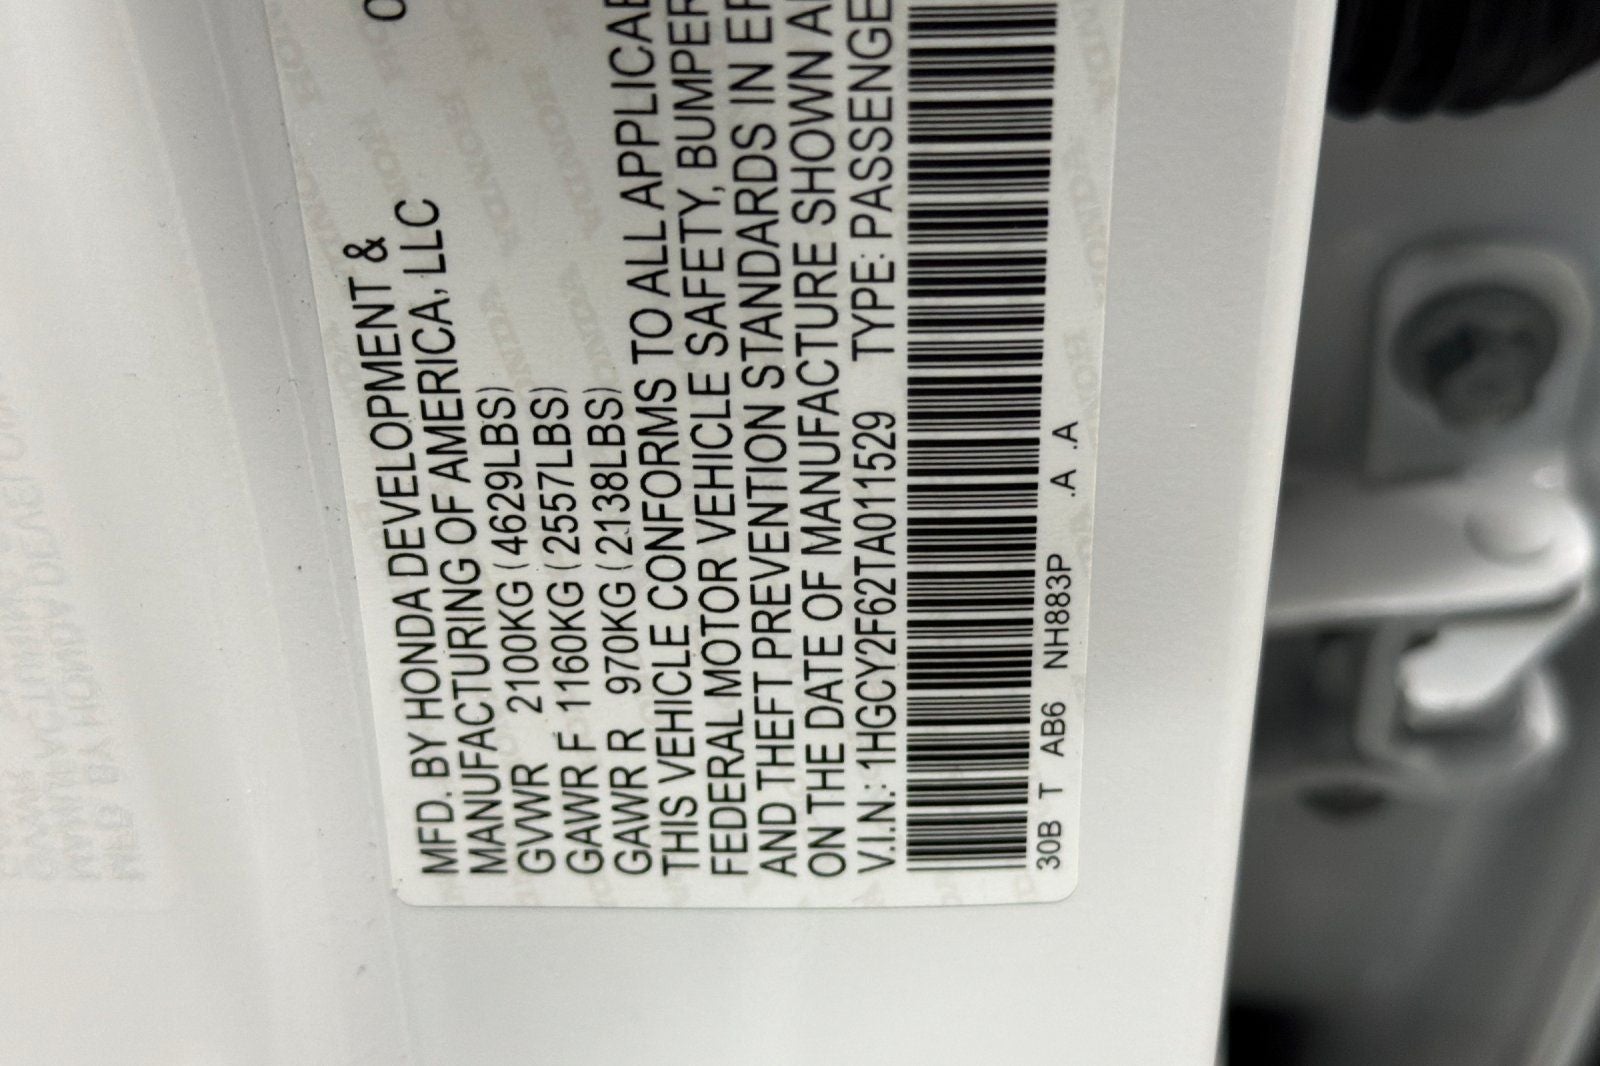 0
MFD. BY HONDA DEVELOPMENT &
MANUFACTURING OF AMERICA, LLC
GVWR 2100KG (4629LBS)
GAWR F 1160KG (2557LBS)
GAWR R 970KG (2138LBS)
THIS VEHICLE CONFORMS TO ALL APPLICAB
FEDERAL MOTOR VEHICLE SAFETY, BUMPER
AND THEFT PREVENTION STANDARDS IN EF
ON THE DATE OF MANUFACTURE SHOWN A
V.I.N.: 1HGCY2F62TA011529 TYPE: PASSENGE
30B T AB6 NH883P .A .A